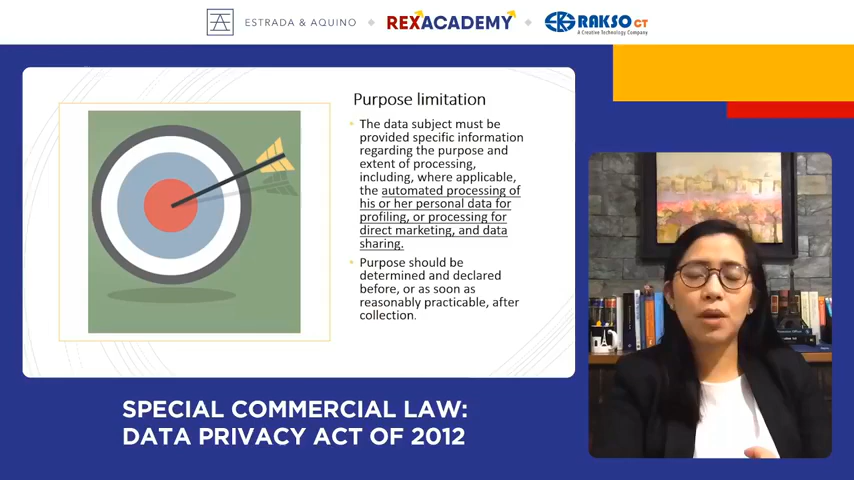 ESTRADA & AQUINO
REXACADEMY
RAKSO CT
A Creative Technology Company
Purpose limitation
• The data subject must be
provided specific information
regarding the purpose and
extent of processing,
including, where applicable,
the automated processing of
his or her personal data for
profiling, or processing for
direct marketing, and data
sharing.
• Purpose should be
determined and declared
before, or as soon as
reasonably practicable, after
collection.
SPECIAL COMMERCIAL LAW:
DATA PRIVACY ACT OF 2012